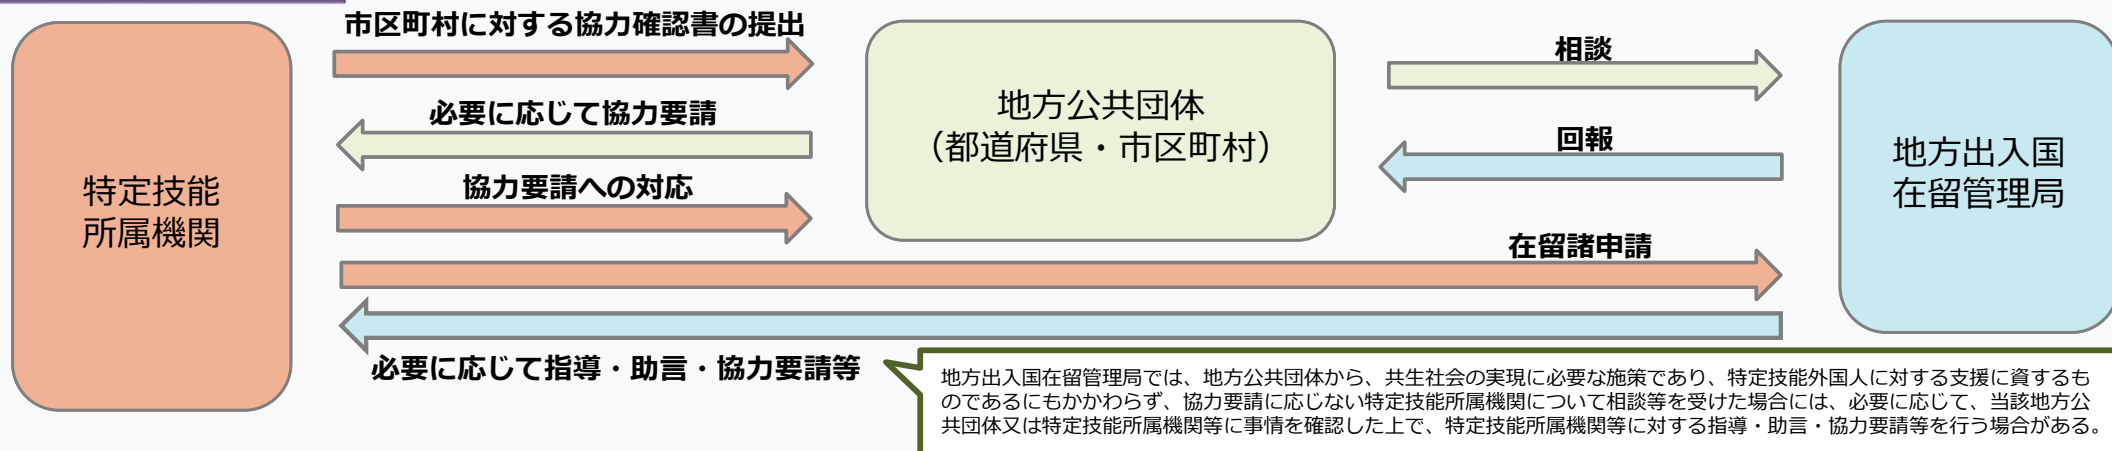 市区町村に対する協力確認書の提出
必要に応じて協力要請
協力要請への対応
特定技能
所属機関
地方公共団体
（都道府県・市区町村）
相談
回報
地方出入国
在留管理局
在留諸申請
必要に応じて指導・助言・協力要請等
地方出入国在留管理局では、地方公共団体から、共生社会の実現に必要な施策であり、特定技能外国人に対する支援に資するも
のであるにもかかわらず、協力要請に応じない特定技能所属機関について相談等を受けた場合には、必要に応じて、当該地方公
共団体又は特定技能所属機関等に事情を確認した上で、特定技能所属機関等に対する指導・助言・協力要請等を行う場合がある。